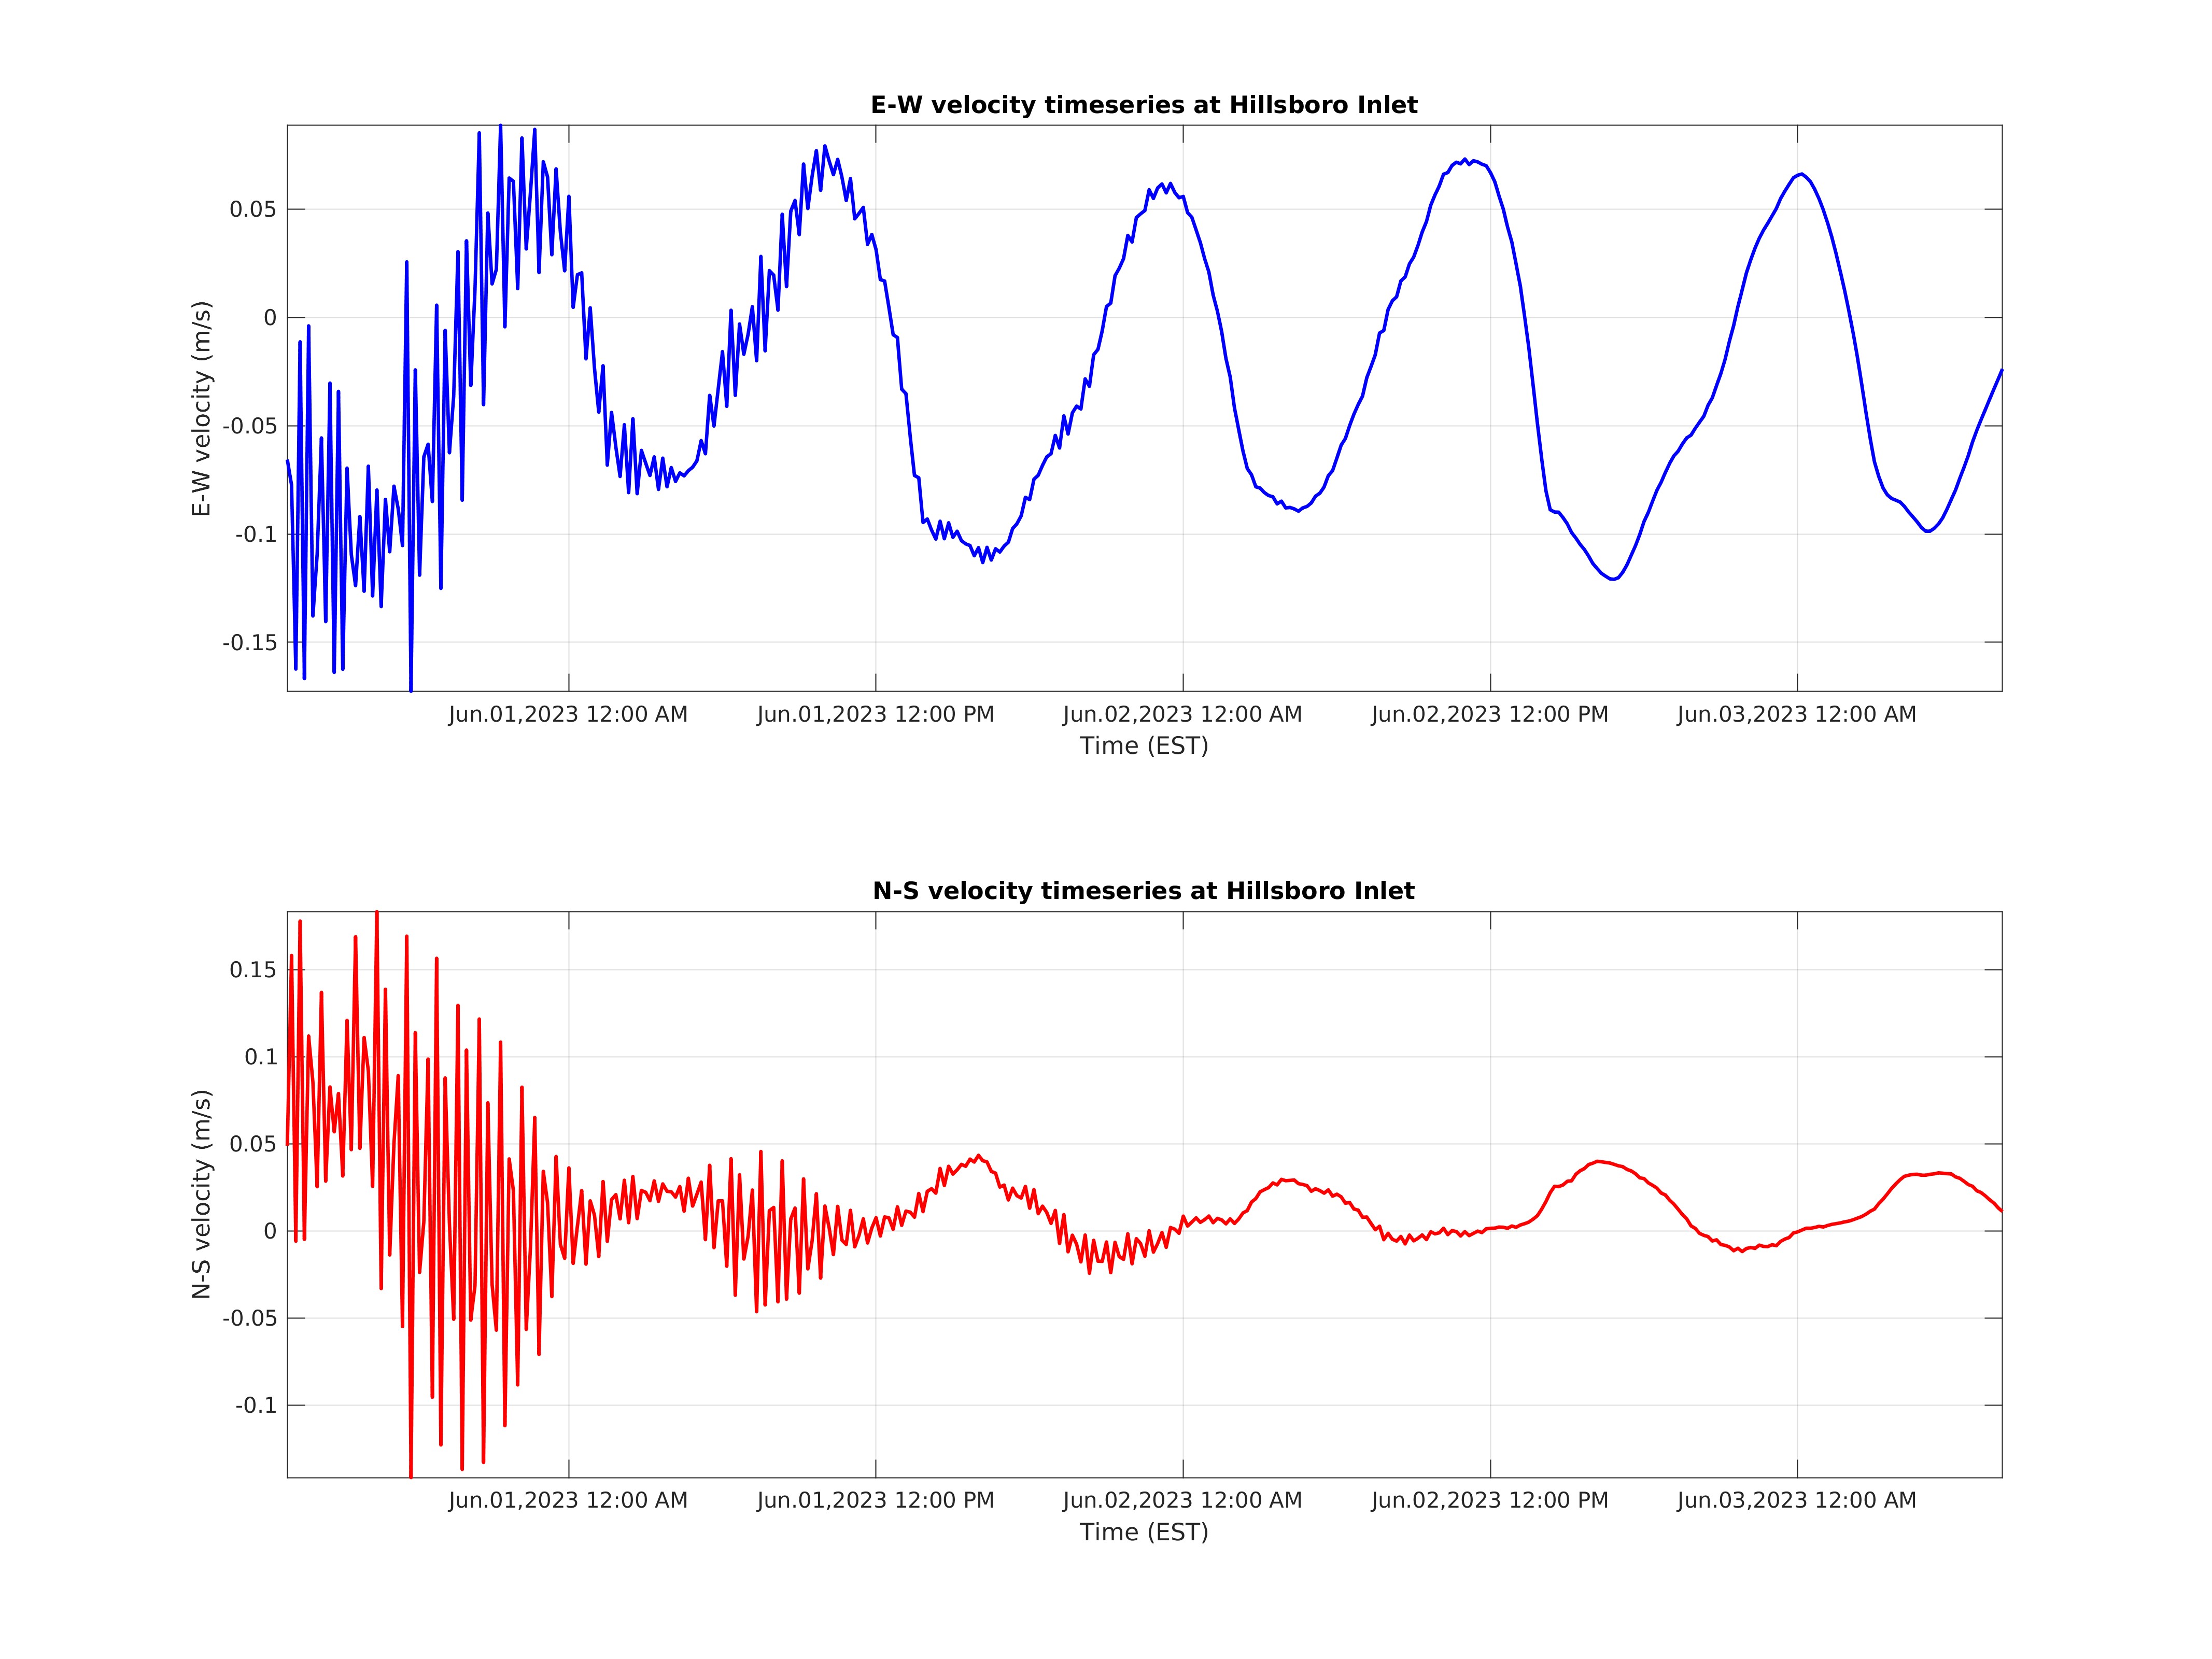 E-W velocity timeseries at Hillsboro Inlet
E-W velocity (m/s)
0.05
0
-0.05
-0.1
-0.15
Jun.01,2023 12:00 AM
Jun.01,2023 12:00 PM
Jun.02,2023 12:00 AM
Jun.02,2023 12:00 PM
Jun.03,2023 12:00 AM
Time (EST)
N-S velocity timeseries at Hillsboro Inlet
N-S velocity (m/s)
0.15
0.1
0.05
0
-0.05
-0.1
Jun.01,2023 12:00 AM
Jun.01,2023 12:00 PM
Jun.02,2023 12:00 AM
Jun.02,2023 12:00 PM
Jun.03,2023 12:00 AM
Time (EST)